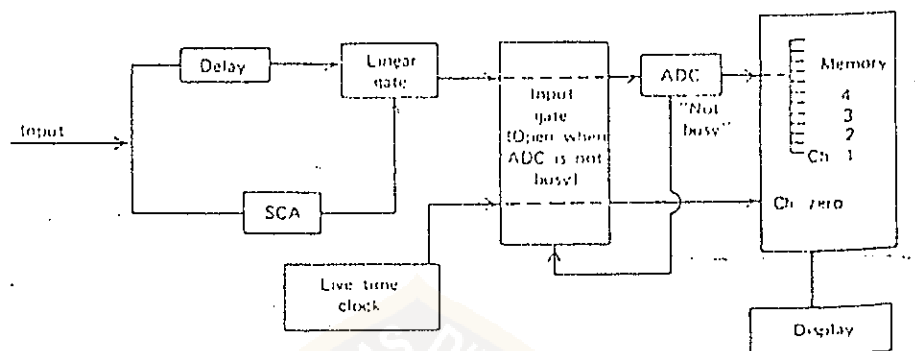 Input
Delay
Linear
gate
SCA
Live time
clock
Input
gate
(Open when
ADC is not
busy)
ADC
"Not
busy"
Memory
4
3
2
Ch 1
Ch zero
Display